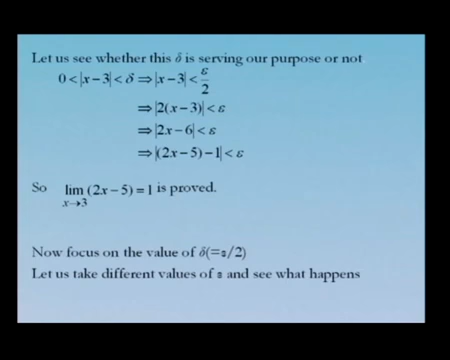 Let us see whether this δ is serving our purpose or not
0 < |x − 3| < δ ⇒ |x − 3| < ε/2
⇒ |2(x − 3)| < ε
⇒ |2x − 6| < ε
⇒ |(2x − 5) − 1| < ε
So lim x→3 (2x − 5) = 1 is proved.
Now focus on the value of δ(=ε/2)
Let us take different values of ε and see what happens